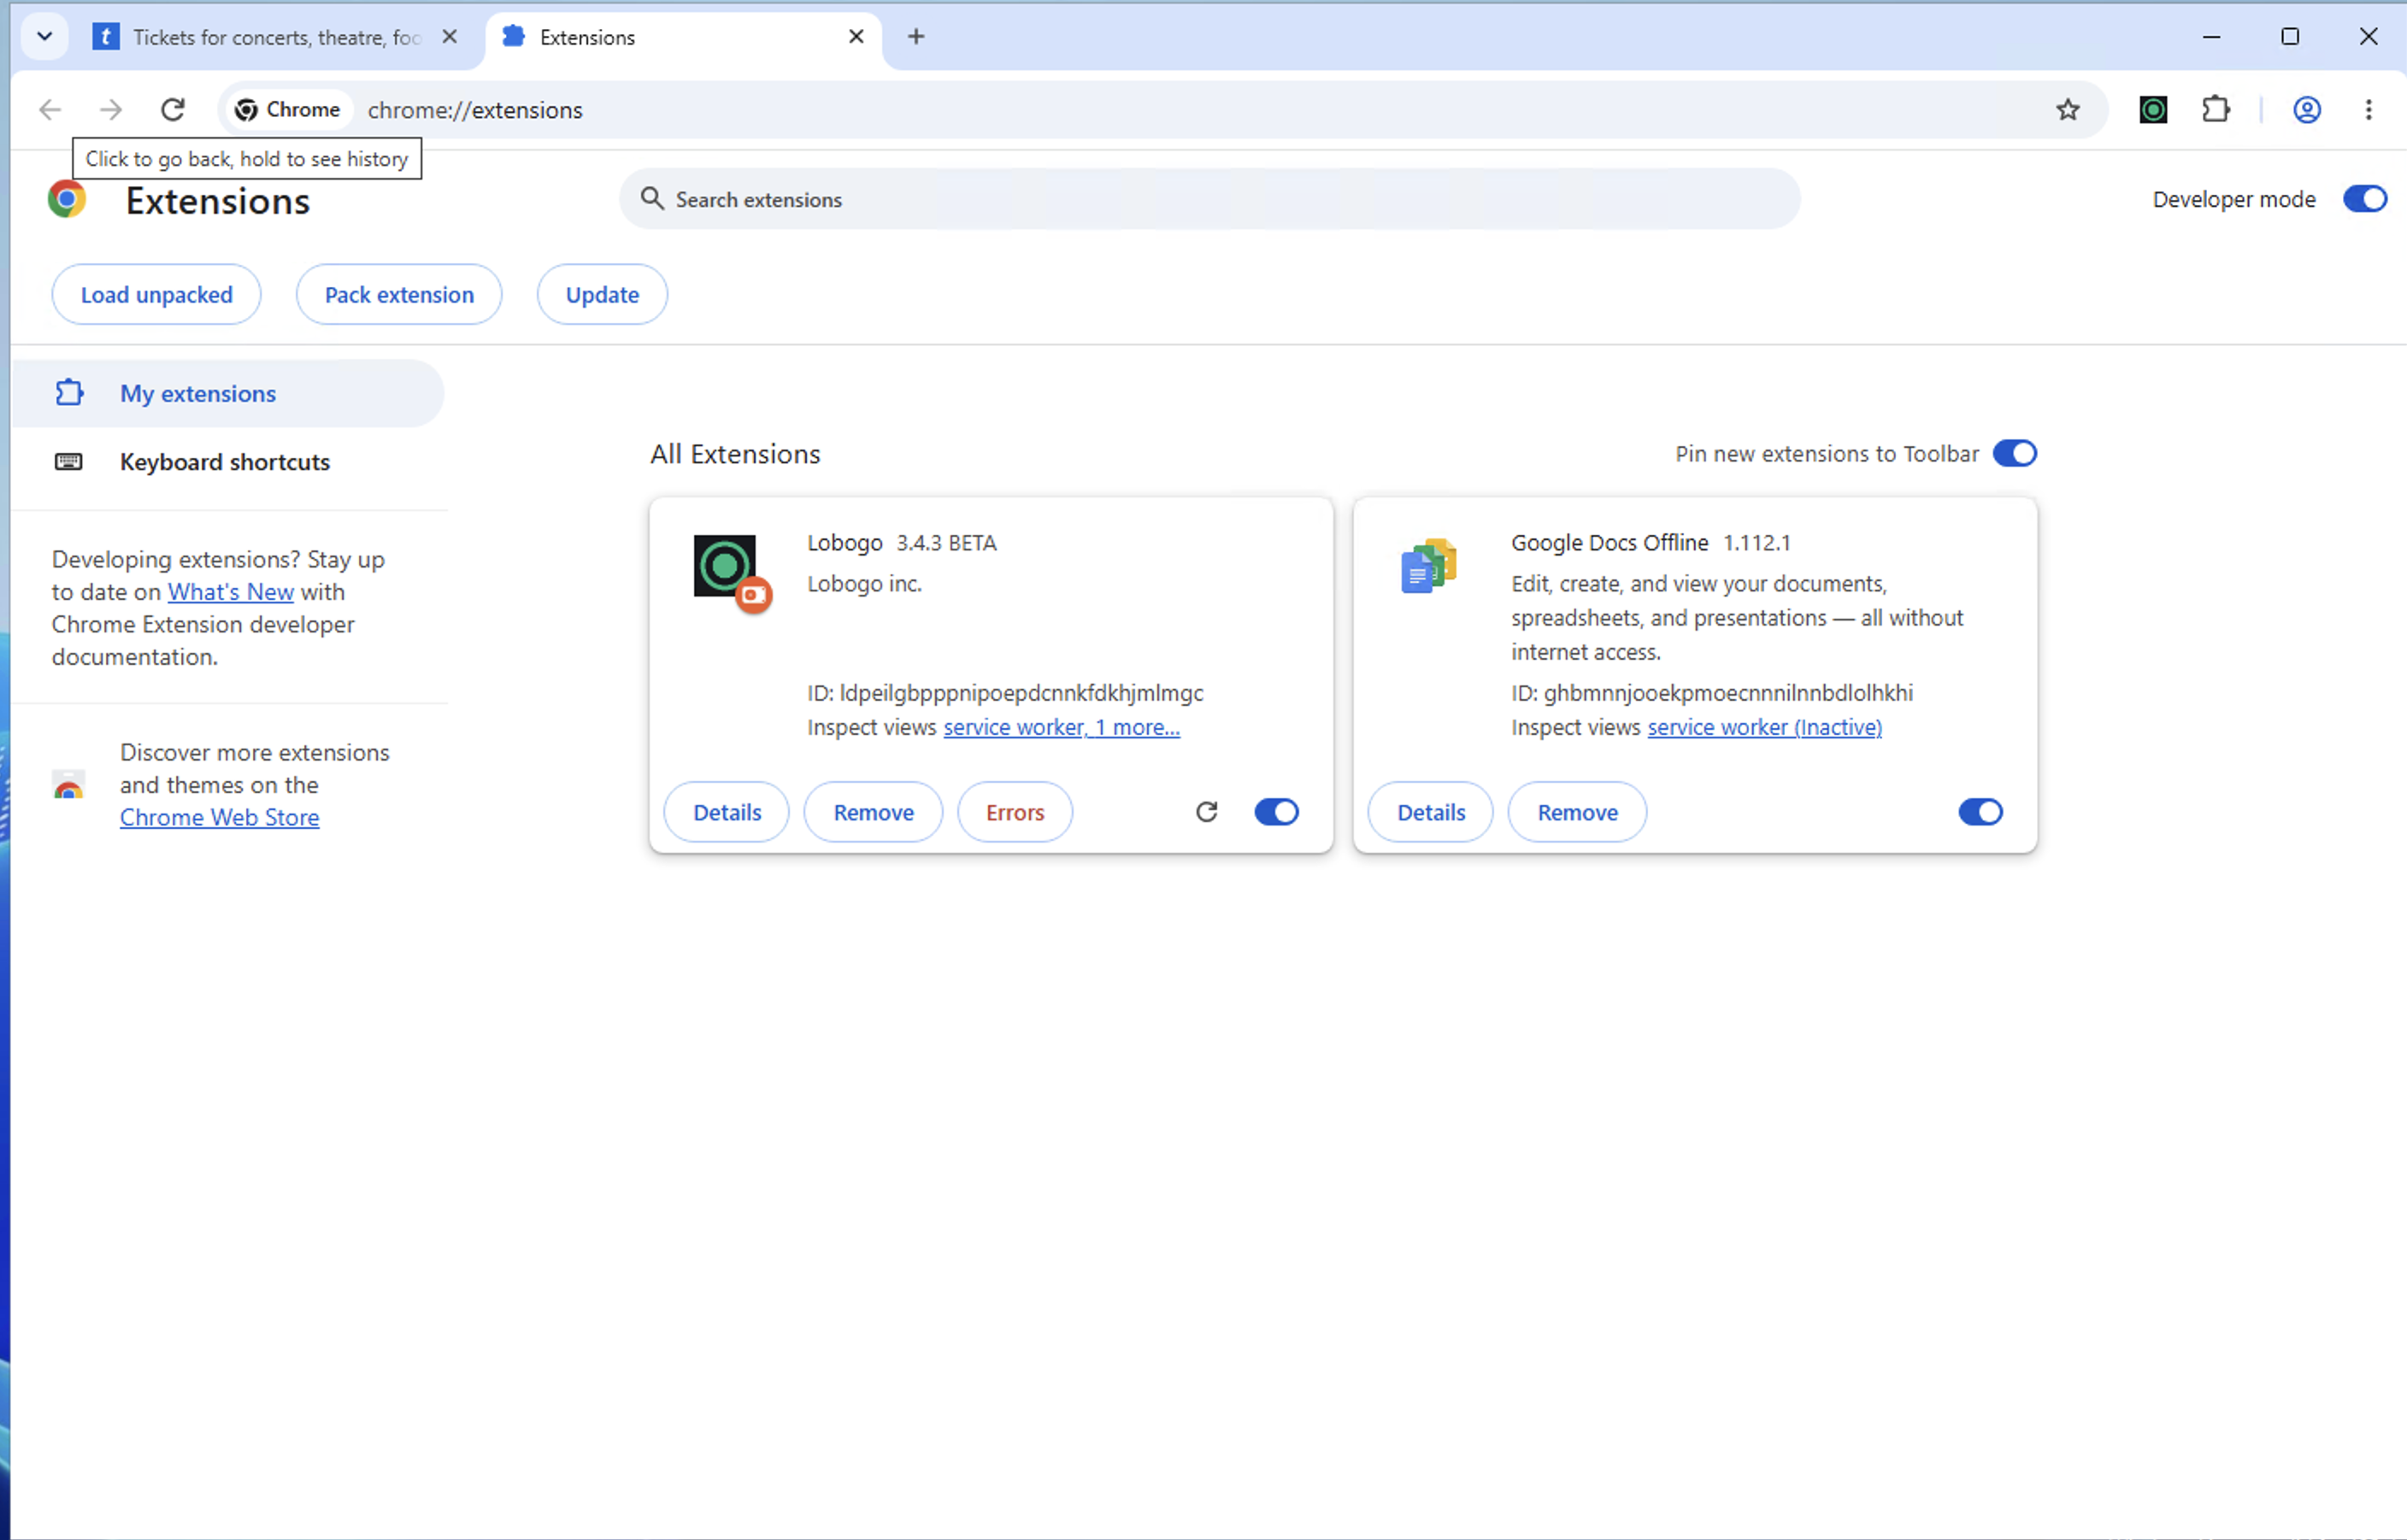 Tickets for concerts, theatre, foo
Extensions
Chrome
chrome://extensions
Click to go back, hold to see history
Extensions
Search extensions
Developer mode
Load unpacked
Pack extension
Update
My extensions
Keyboard shortcuts
Developing extensions? Stay up
to date on What's New with
Chrome Extension developer
documentation.
Discover more extensions
and themes on the
Chrome Web Store
All Extensions
Pin new extensions to Toolbar
Lobogo 3.4.3 BETA
Lobogo inc.
ID: ldpeilgbpppnipoepdcnnkfdkhjmlmgc
Inspect views service worker, 1 more...
Details
Remove
Errors
Google Docs Offline 1.112.1
Edit, create, and view your documents,
spreadsheets, and presentations — all without
internet access.
ID: ghbmnnjooekpmoecnnnilnnbdlolhkhi
Inspect views service worker (Inactive)
Details
Remove